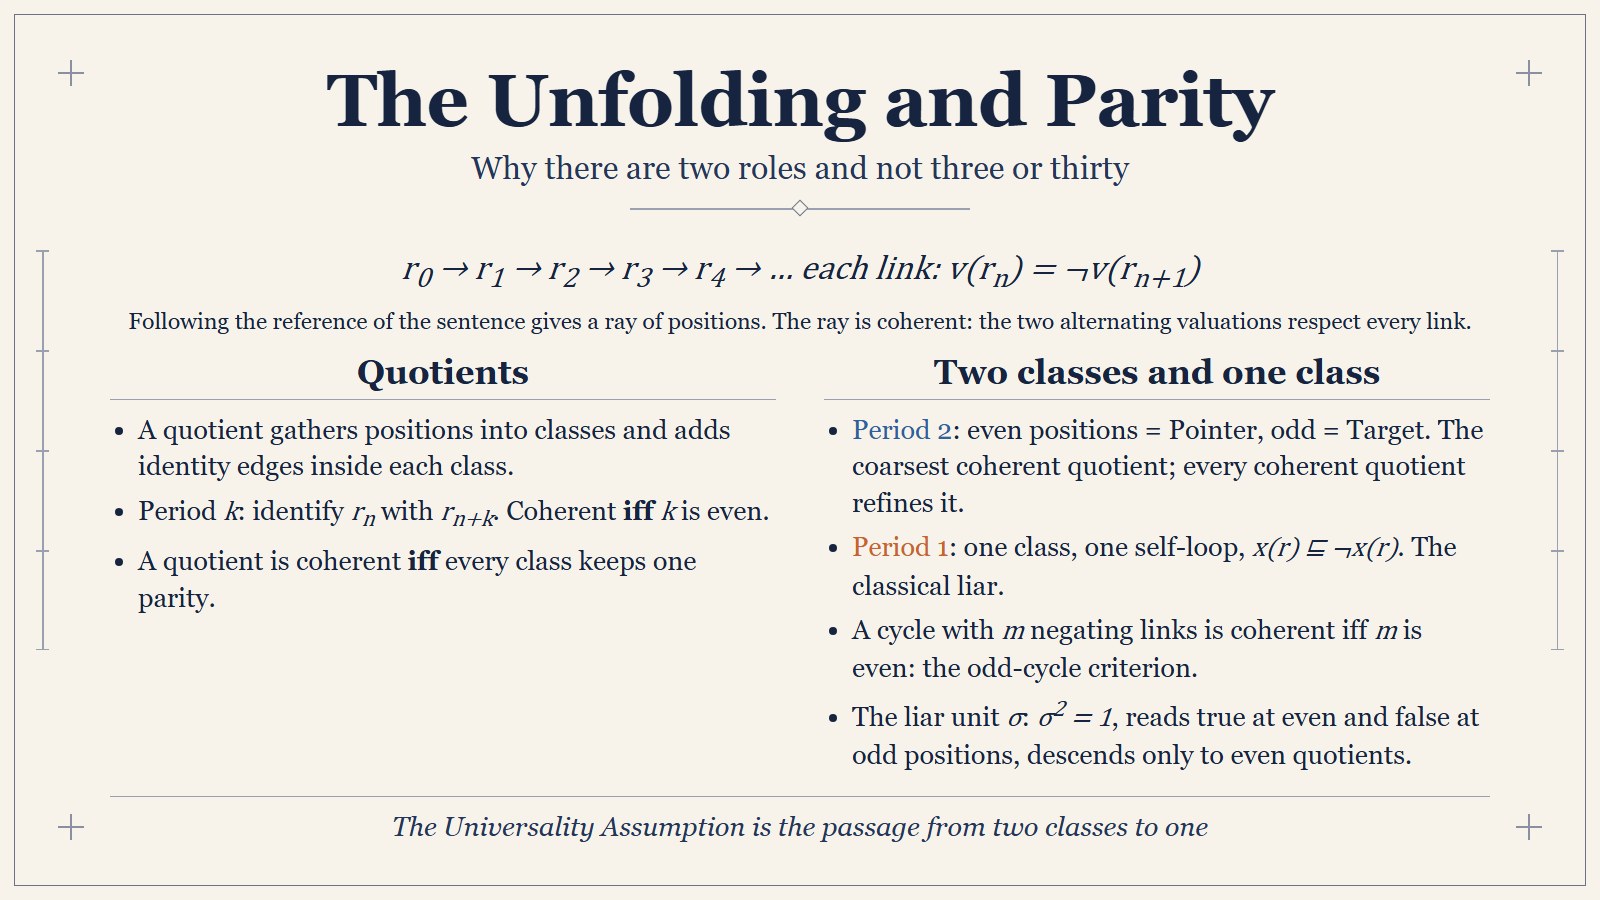 The Unfolding and Parity
Why there are two roles and not three or thirty
r₀ → r₁ → r₂ → r₃ → r₄ → … each link: v(rₙ) = ¬v(rₙ₊₁)
Following the reference of the sentence gives a ray of positions. The ray is coherent: the two alternating valuations respect every link.
Quotients
• A quotient gathers positions into classes and adds
identity edges inside each class.
• Period k: identify rₙ with rₙ₊ₖ. Coherent iff k is even.
• A quotient is coherent iff every class keeps one
parity.
Two classes and one class
• Period 2: even positions = Pointer, odd = Target. The
coarsest coherent quotient; every coherent quotient
refines it.
• Period 1: one class, one self-loop, x(r) ⊑ ¬x(r). The
classical liar.
• A cycle with m negating links is coherent iff m is
even: the odd-cycle criterion.
• The liar unit σ: σ² = 1, reads true at even and false at
odd positions, descends only to even quotients.
The Universality Assumption is the passage from two classes to one